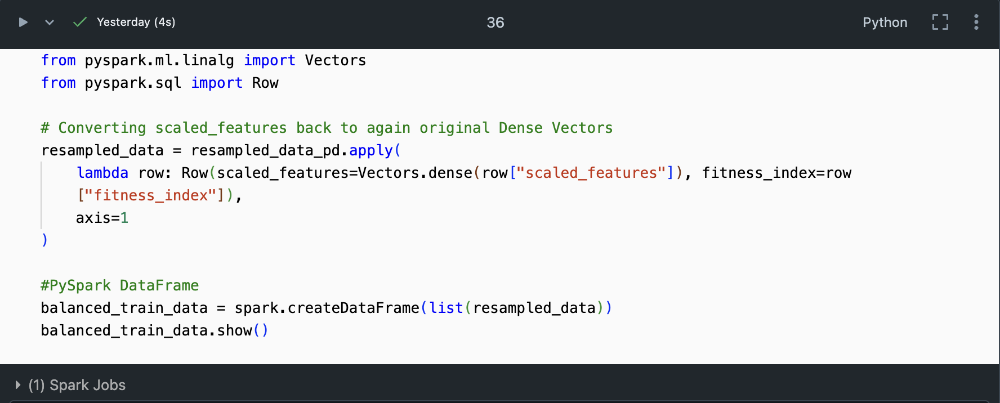 Yesterday (4s) 36 Python
from pyspark.ml.linalg import Vectors
from pyspark.sql import Row
# Converting scaled_features back to again original Dense Vectors
resampled_data = resampled_data_pd.apply(
lambda row: Row(scaled_features=Vectors.dense(row["scaled_features"]), fitness_index=row
["fitness_index"]),
axis=1
)
#PySpark DataFrame
balanced_train_data = spark.createDataFrame(list(resampled_data))
balanced_train_data.show()
(1) Spark Jobs